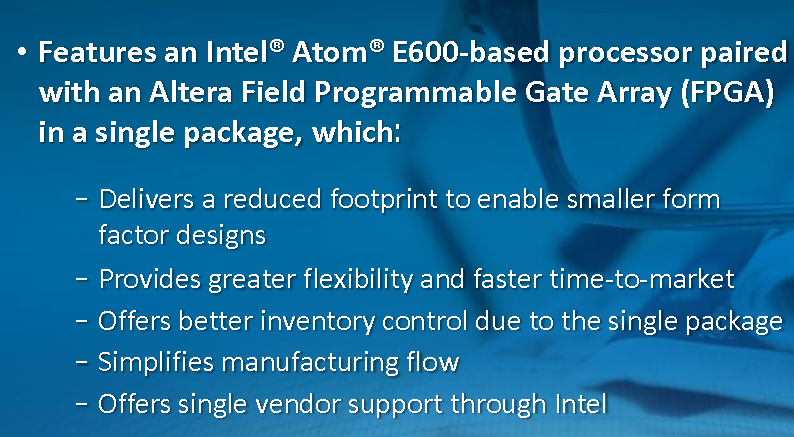 • Features an Intel® Atom® E600-based processor paired
with an Altera Field Programmable Gate Array (FPGA)
in a single package, which:
– Delivers a reduced footprint to enable smaller form
factor designs
– Provides greater flexibility and faster time-to-market
– Offers better inventory control due to the single package
– Simplifies manufacturing flow
– Offers single vendor support through Intel